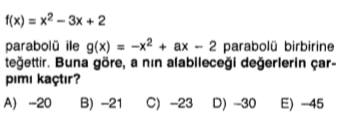 f(x) = x² − 3x + 2
parabolü ile g(x) = −x² + ax − 2 parabolü birbirine
teğettir. Buna göre, a nın alabileceği değerlerin çar-
pımı kaçtır?
A) −20 B) −21 C) −23 D) −30 E) −45